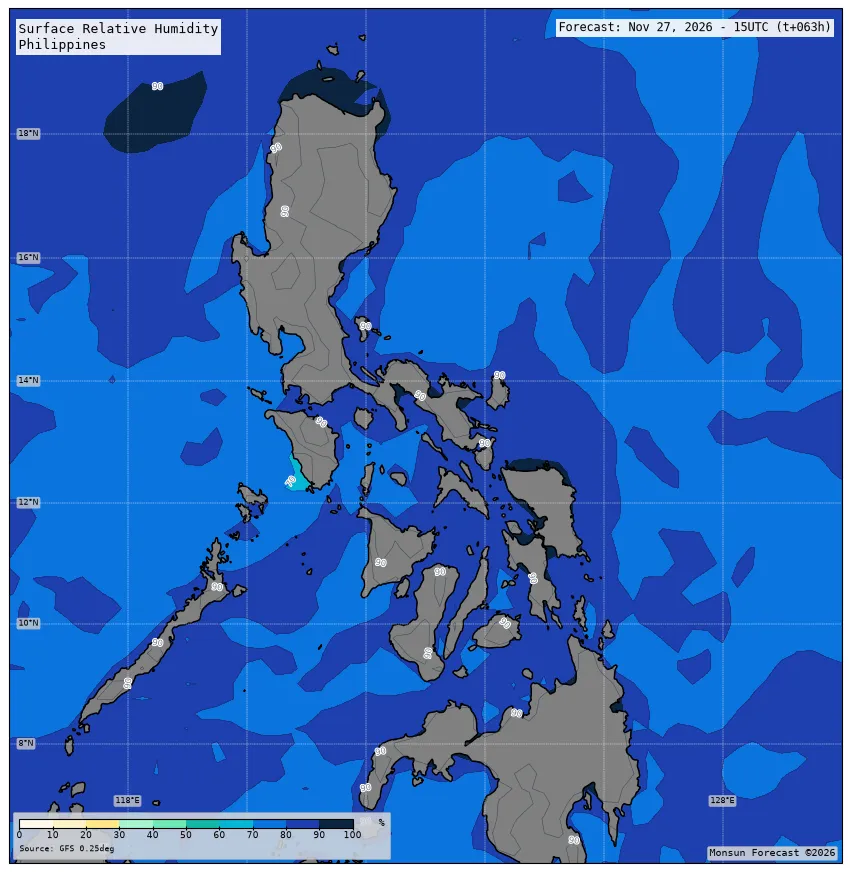 Surface Relative Humidity
Philippines
Forecast: Nov 27, 2026 - 15UTC (t+063h)
90
18°N
90
90
16°N
90
14°N
90
90
90
90
70
12°N
90
90
90
90
10°N
90
90
90
90
90
8°N
90
90
118°E
128°E
0 10 20 30 40 50 60 70 80 90 100 %
90
Source: GFS 0.25deg
Monsun Forecast ©2026